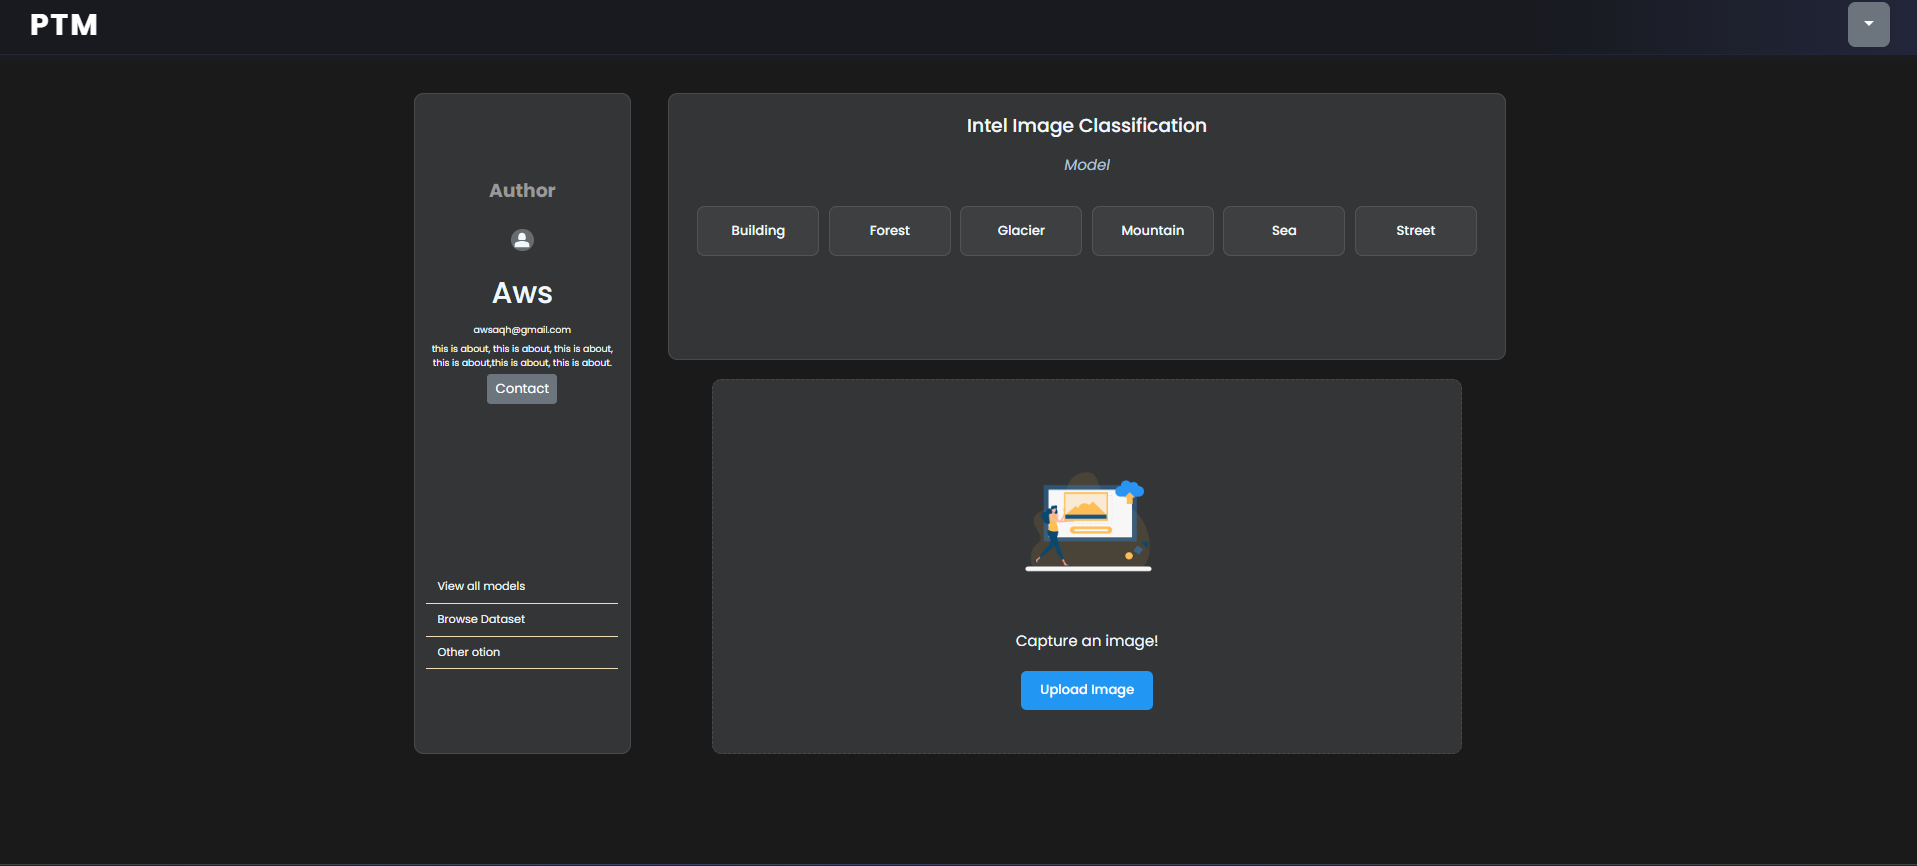 PTM
Author
Aws
awsaqh@gmail.com
this is about, this is about, this is about,
this is about,this is about, this is about.
Contact
View all models
Browse Dataset
Other otion
Intel Image Classification
Model
Building
Forest
Glacier
Mountain
Sea
Street
Capture an image!
Upload Image